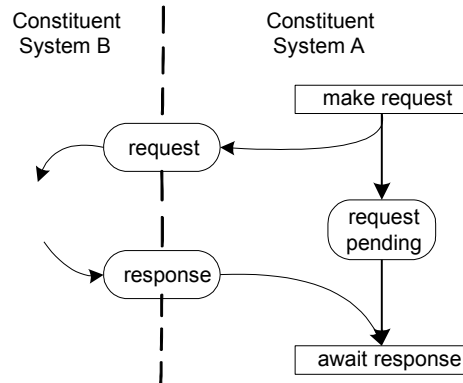 Constituent
System B
Constituent
System A
make request
request
request
pending
response
await response